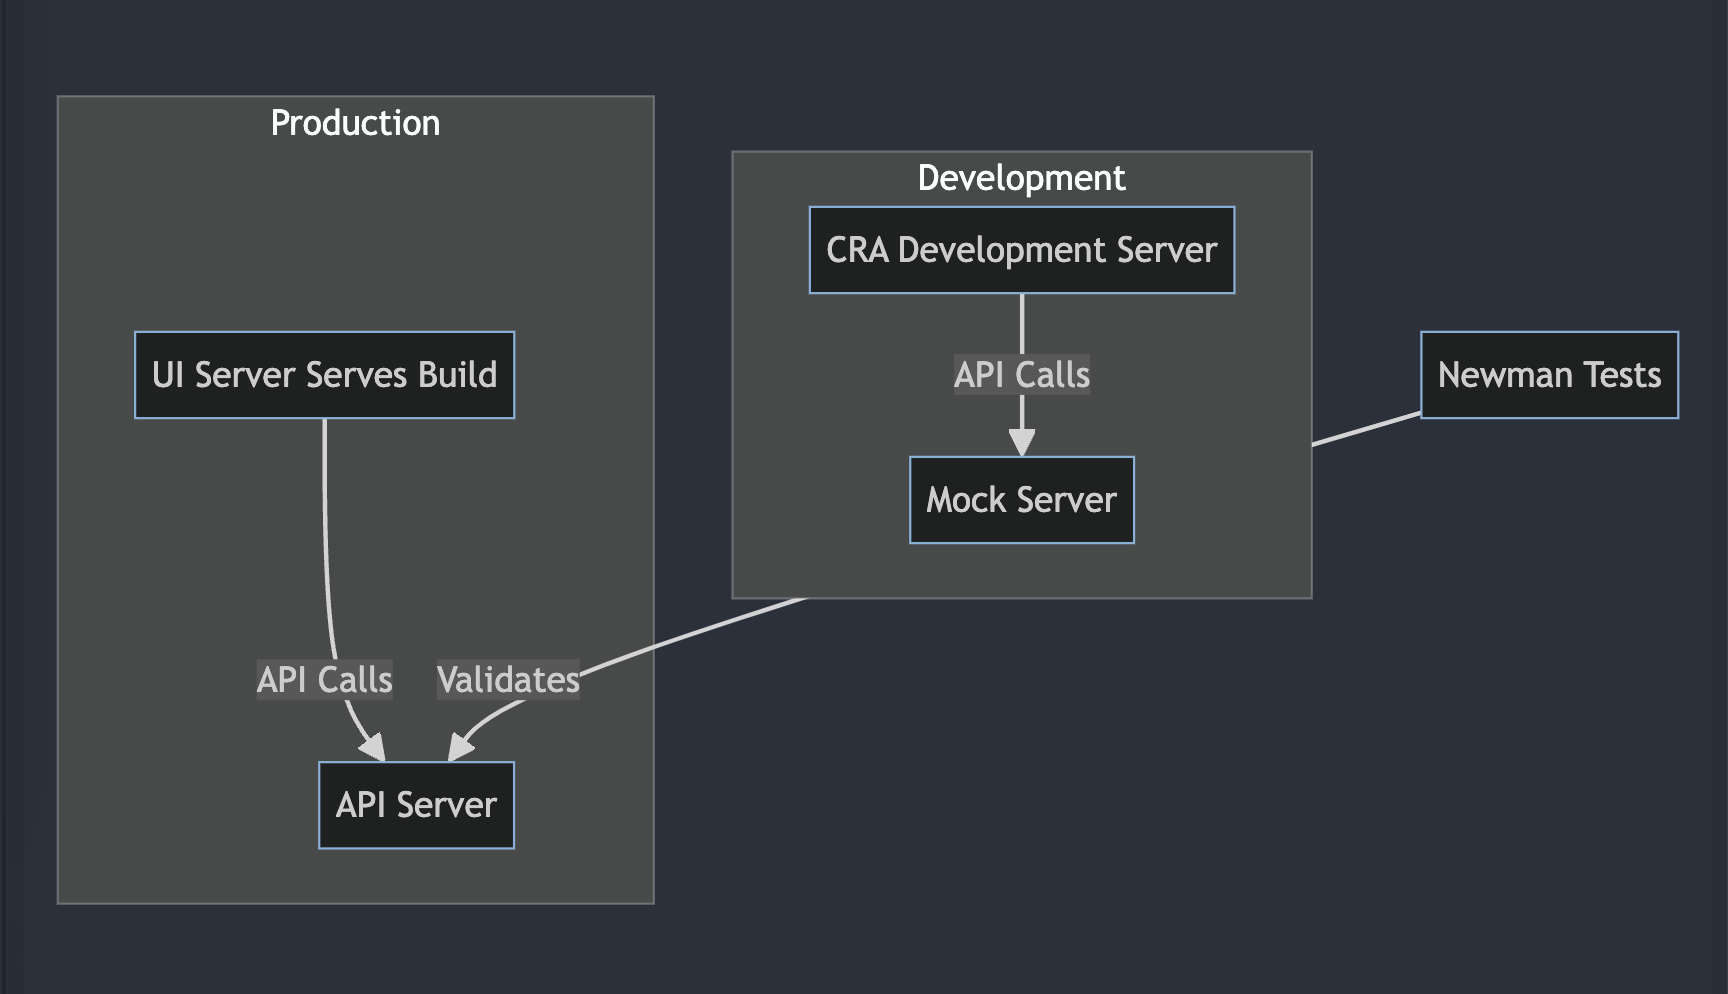 Production
UI Server Serves Build
API Calls
Validates
API Server
Development
CRA Development Server
API Calls
Mock Server
Newman Tests